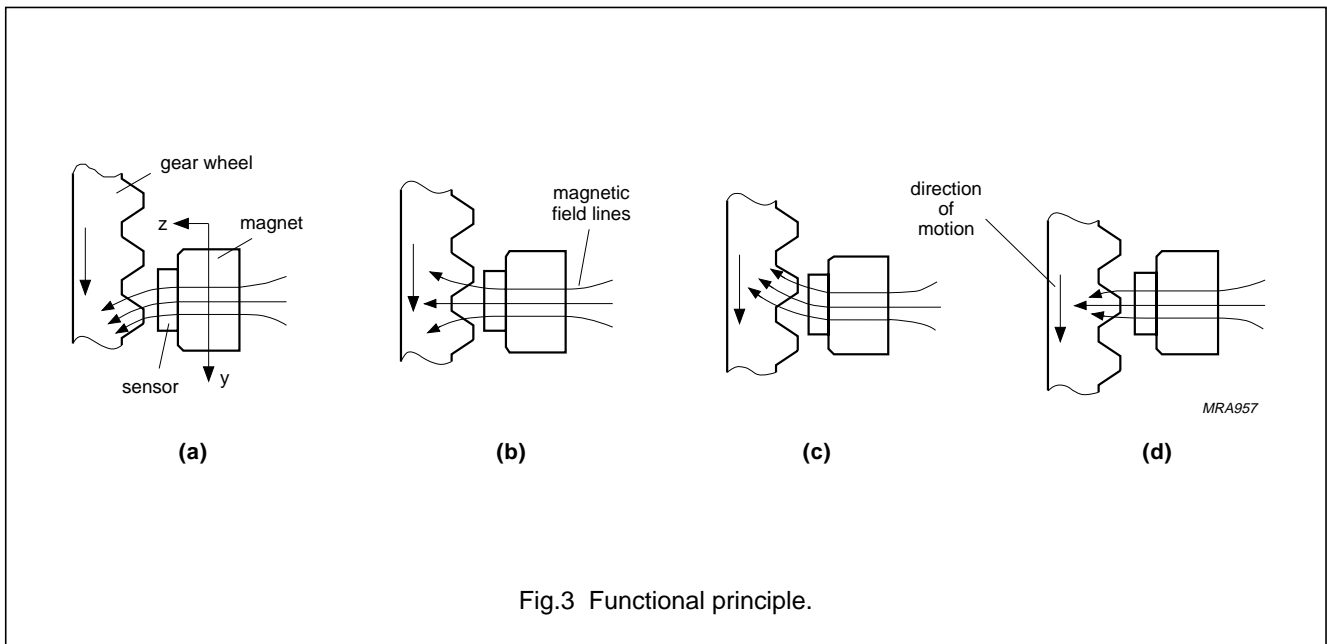 gear wheel
z
magnet
sensor
y
magnetic
field lines
direction
of
motion
MRA957
(a)
(b)
(c)
(d)
Fig.3 Functional principle.